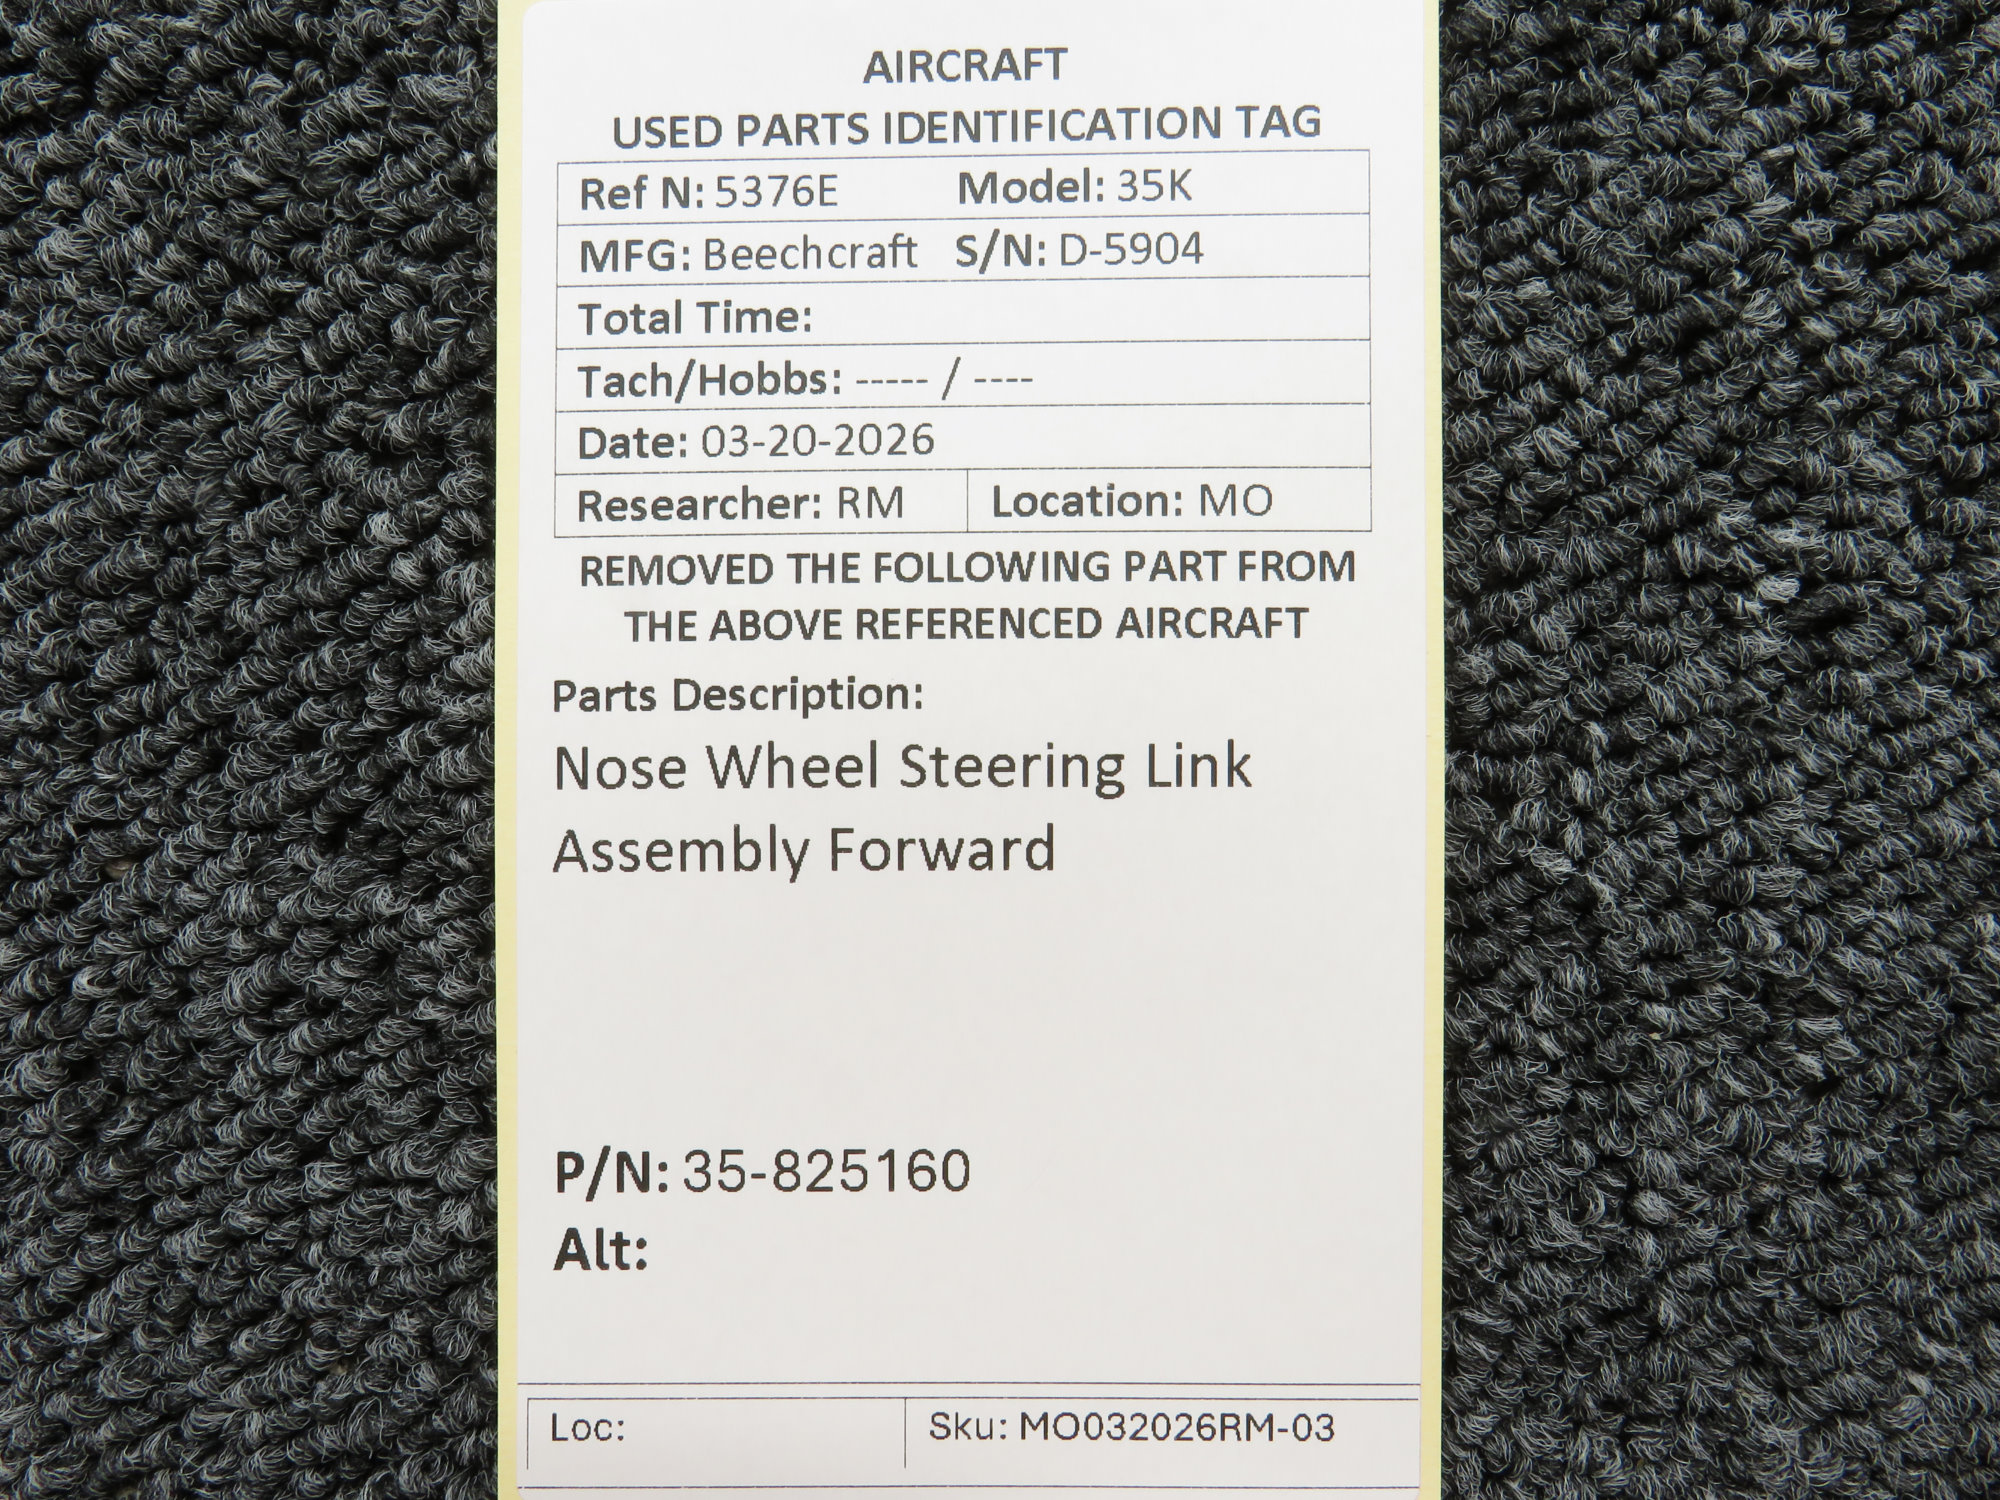 AIRCRAFT
USED PARTS IDENTIFICATION TAG
Ref N: 5376E Model: 35K
MFG: Beechcraft S/N: D-5904
Total Time:
Tach/Hobbs: ----- / ----
Date: 03-20-2026
Researcher: RM Location: MO
REMOVED THE FOLLOWING PART FROM
THE ABOVE REFERENCED AIRCRAFT
Parts Description:
Nose Wheel Steering Link
Assembly Forward
P/N: 35-825160
Alt:
Loc: Sku: MO032026RM-03